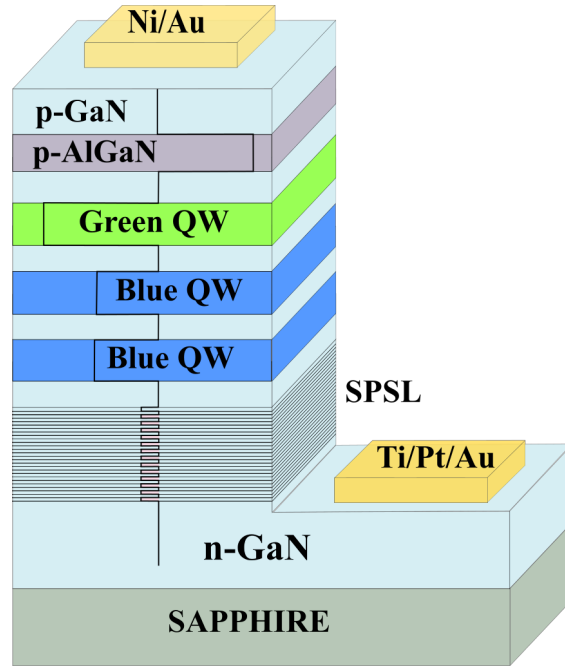 Ni/Au
p-GaN
p-AlGaN
Green QW
Blue QW
Blue QW
SPSL
Ti/Pt/Au
n-GaN
SAPPHIRE